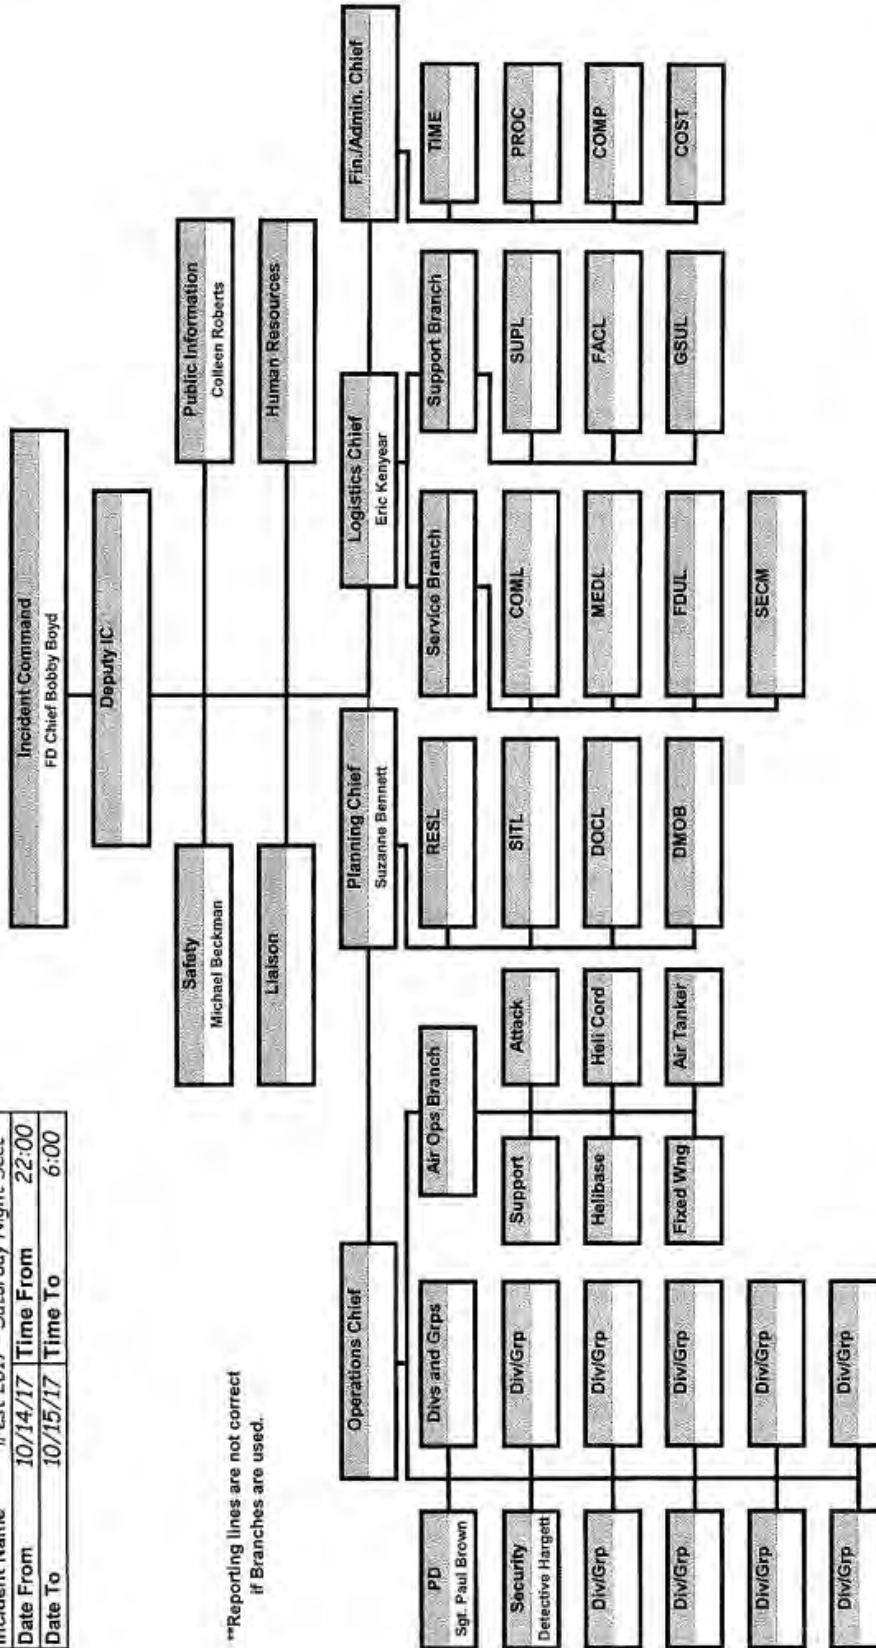 Incident Name
Date From 10/14/17 Time From 22:00
Date To 10/15/17 Time To 6:00
**Reporting lines are not correct
if Branches are used.
Incident Command
FD Chief Bobby Boyd
Deputy IC
Safety
Michael Beckman
Public Information
Colleen Roberts
Liaison
Human Resources
Operations Chief
Planning Chief
Suzanne Bennett
Logistics Chief
Eric Kenyear
Fin./Admin. Chief
PD
Sgt. Paul Brown
Divs and Grps
Air Ops Branch
RESL
Service Branch
Support Branch
TIME
Security
Detective Hargett
Div/Grp
Support
Attack
SITL
COML
SUPL
PROC
Div/Grp
Div/Grp
Helibase
Heli Cord
DOCL
MEDL
FACL
COMP
Div/Grp
Div/Grp
Fixed Wng
Air Tanker
DMOB
FDUL
GSUL
COST
Div/Grp
Div/Grp
SECM
Div/Grp
Div/Grp